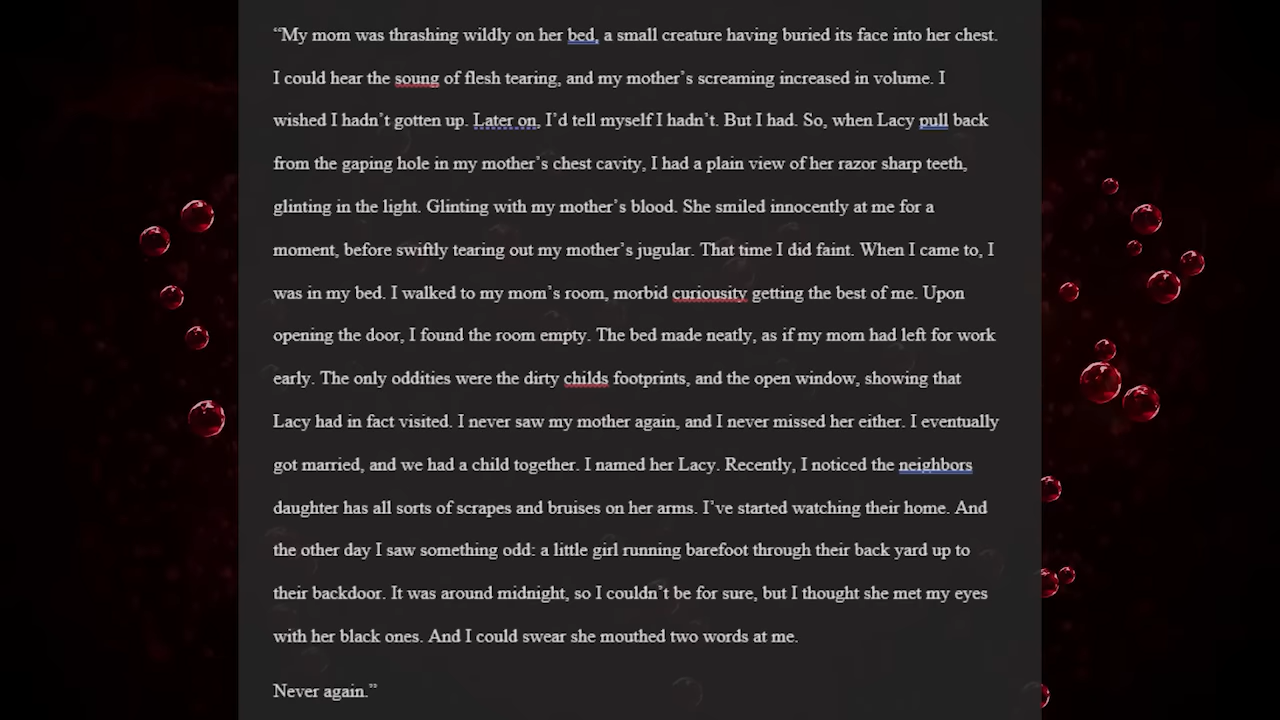 “My mom was thrashing wildly on her bed, a small creature having buried its face into her chest.
I could hear the soung of flesh tearing, and my mother’s screaming increased in volume. I
wished I hadn’t gotten up. Later on, I’d tell myself I hadn’t. But I had. So, when Lacy pull back
from the gaping hole in my mother’s chest cavity, I had a plain view of her razor sharp teeth,
glinting in the light. Glinting with my mother’s blood. She smiled innocently at me for a
moment, before swiftly tearing out my mother’s jugular. That time I did faint. When I came to, I
was in my bed. I walked to my mom’s room, morbid curiousity getting the best of me. Upon
opening the door, I found the room empty. The bed made neatly, as if my mom had left for work
early. The only oddities were the dirty childs footprints, and the open window, showing that
Lacy had in fact visited. I never saw my mother again, and I never missed her either. I eventually
got married, and we had a child together. I named her Lacy. Recently, I noticed the neighbors
daughter has all sorts of scrapes and bruises on her arms. I’ve started watching their home. And
the other day I saw something odd: a little girl running barefoot through their back yard up to
their backdoor. It was around midnight, so I couldn’t be for sure, but I thought she met my eyes
with her black ones. And I could swear she mouthed two words at me.
Never again.”